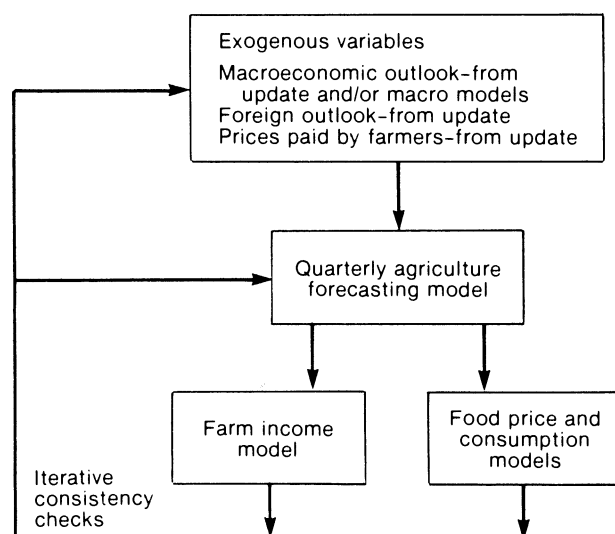 Exogenous variables
Macroeconomic outlook-from
update and/or macro models
Foreign outlook-from update
Prices paid by farmers-from update
Quarterly agriculture
forecasting model
Farm income
model
Food price and
consumption
models
Iterative
consistency
checks